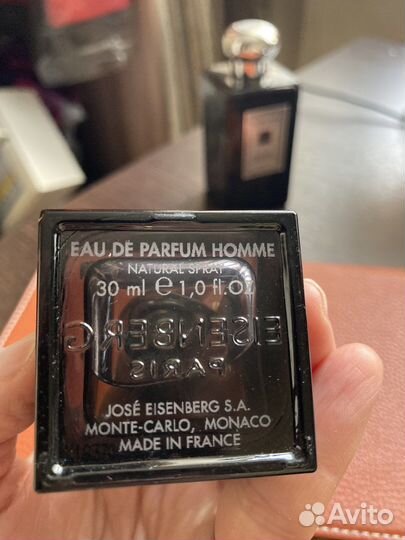 EAU DE PARFUM HOMME
NATURAL SPRAY
30 ml e 1,0 fl.oz
EISENBERG
PARIS
JOSÉ EISENBERG S.A.
MONTE-CARLO, MONACO
MADE IN FRANCE
Avito